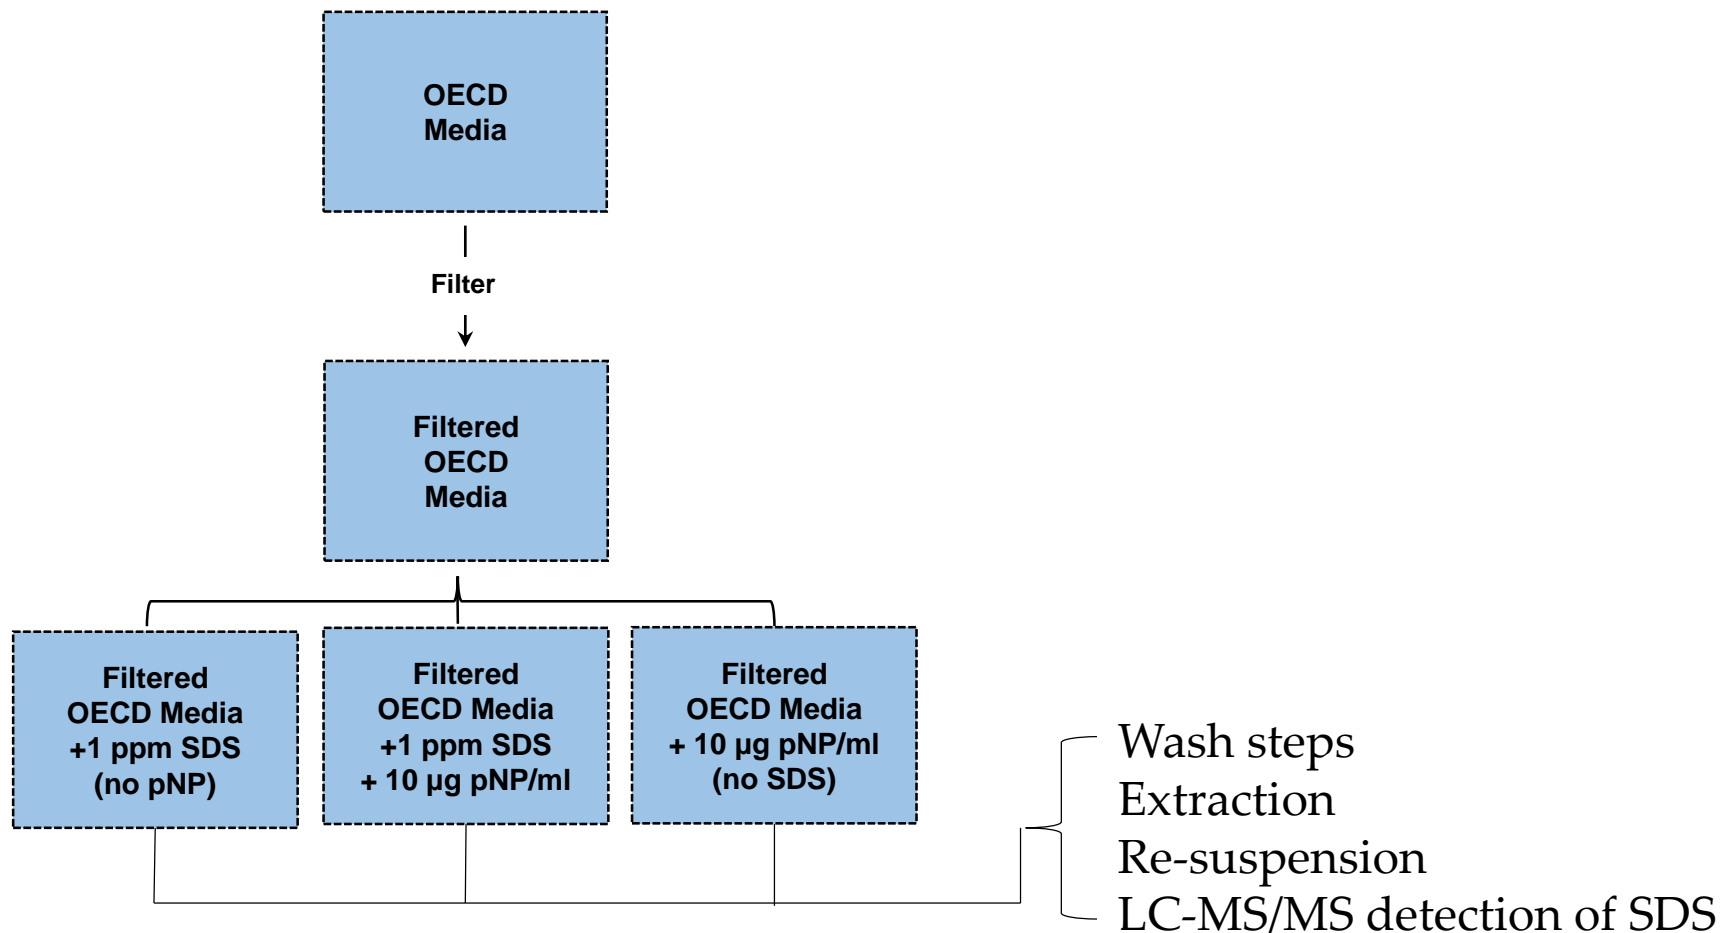 OECD
Media
Filter
Filtered
OECD
Media
Filtered
OECD Media
+1 ppm SDS
(no pNP)
Filtered
OECD Media
+1 ppm SDS
+ 10 µg pNP/ml
Filtered
OECD Media
+ 10 µg pNP/ml
(no SDS)
Wash steps
Extraction
Re-suspension
LC-MS/MS detection of SDS